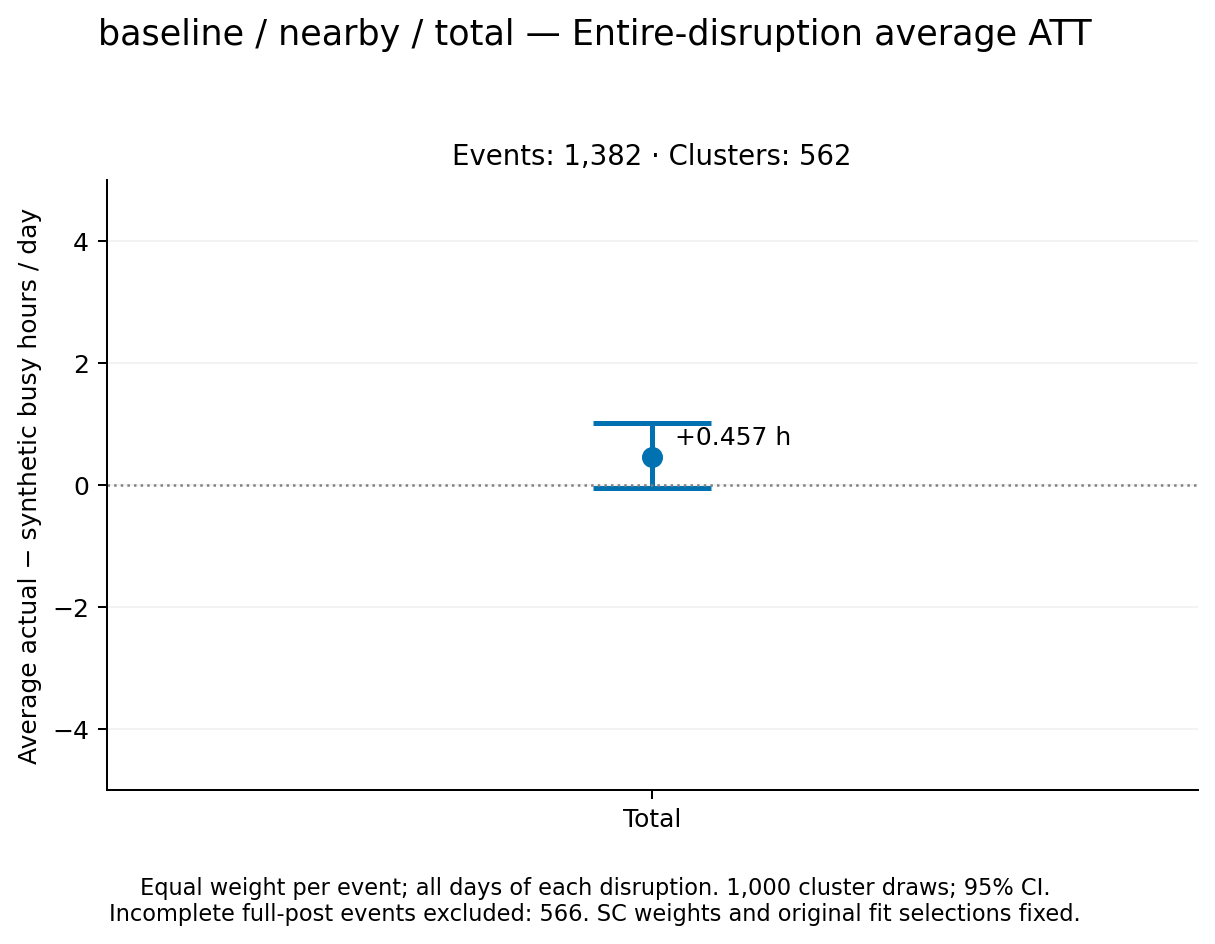 baseline / nearby / total — Entire-disruption average ATT
Events: 1,382 · Clusters: 562
Average actual − synthetic busy hours / day
4
2
0
−2
−4
+0.457 h
Total
Equal weight per event; all days of each disruption. 1,000 cluster draws; 95% CI.
Incomplete full-post events excluded: 566. SC weights and original fit selections fixed.